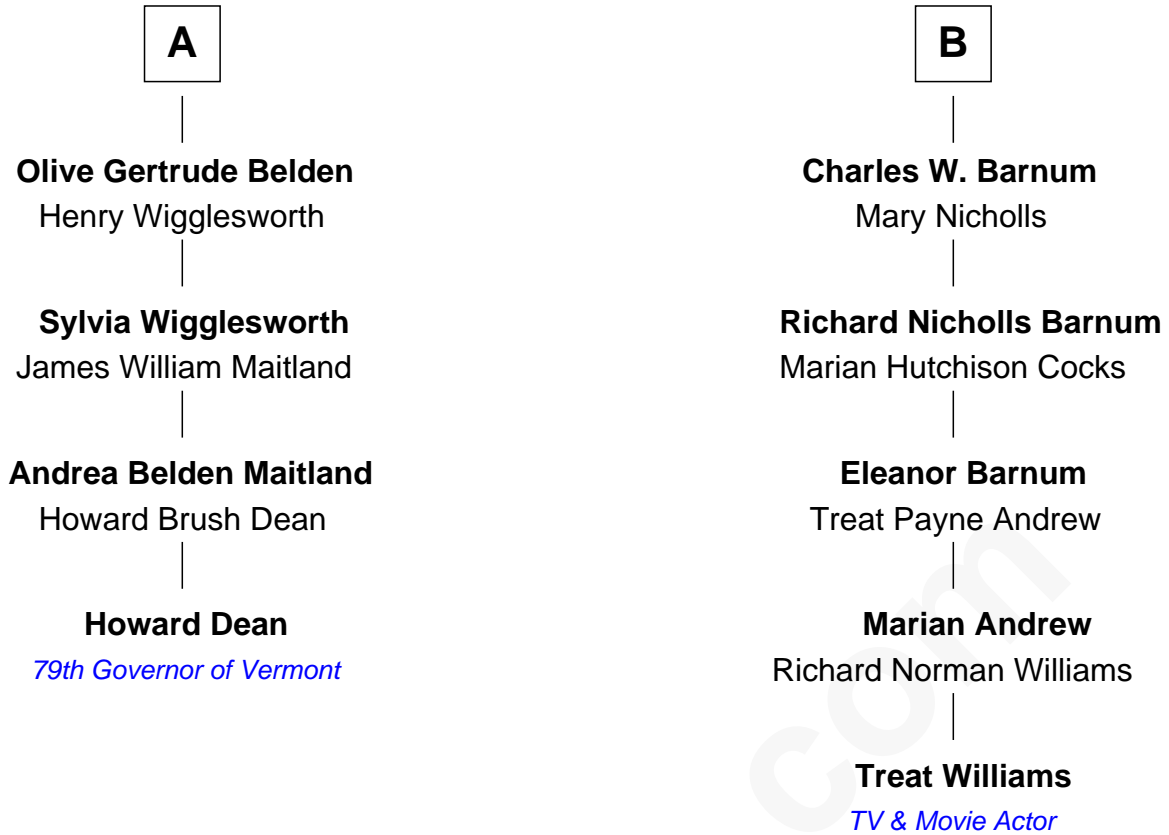 A
Olive Gertrude Belden
Henry Wigglesworth
Sylvia Wigglesworth
James William Maitland
Andrea Belden Maitland
Howard Brush Dean
Howard Dean
79th Governor of Vermont
B
Charles W. Barnum
Mary Nicholls
Richard Nicholls Barnum
Marian Hutchison Cocks
Eleanor Barnum
Treat Payne Andrew
Marian Andrew
Richard Norman Williams
Treat Williams
TV & Movie Actor
com